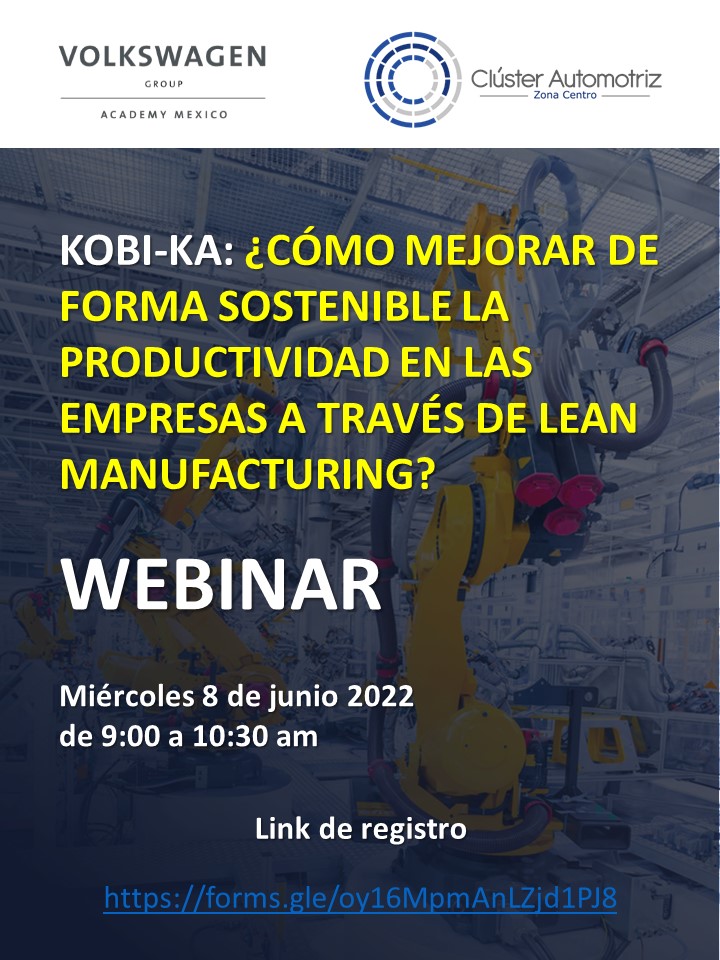 VOLKSWAGEN
GROUP
ACADEMY MEXICO
Clúster Automotriz
Zona Centro
KOBI-KA: ¿CÓMO MEJORAR DE
FORMA SOSTENIBLE LA
PRODUCTIVIDAD EN LAS
EMPRESAS A TRAVÉS DE LEAN
MANUFACTURING?
WEBINAR
Miércoles 8 de junio 2022
de 9:00 a 10:30 am
Link de registro
https://forms.gle/oy16MpmAnLZjd1PJ8